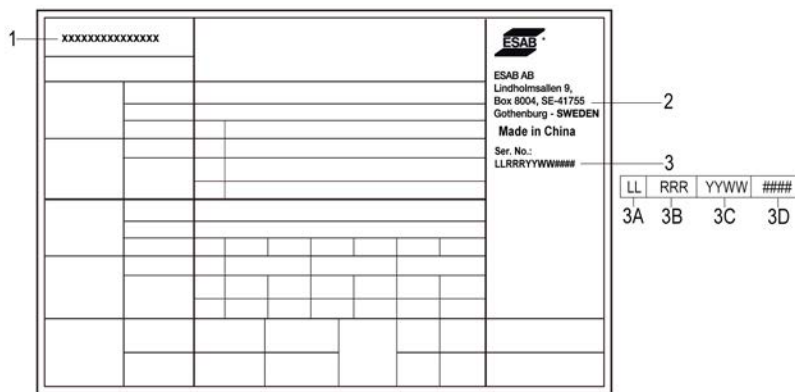 1
xxxxxxxxxxxxxxx
ESAB
ESAB AB
Lindholmsallen 9,
Box 8004, SE-41755
Gothenburg - SWEDEN
2
Made in China
Ser. No.:
LLRRRYYWW####
3
LL RRR YYWW ####
3A 3B 3C 3D